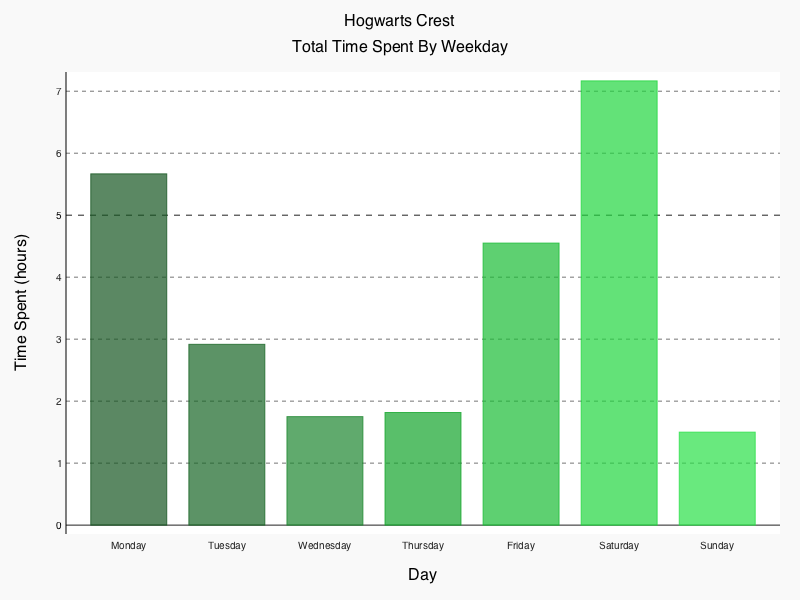 Hogwarts Crest
Total Time Spent By Weekday
Time Spent (hours)
7
6
5
4
3
2
1
0
Monday Tuesday Wednesday Thursday Friday Saturday Sunday
Day